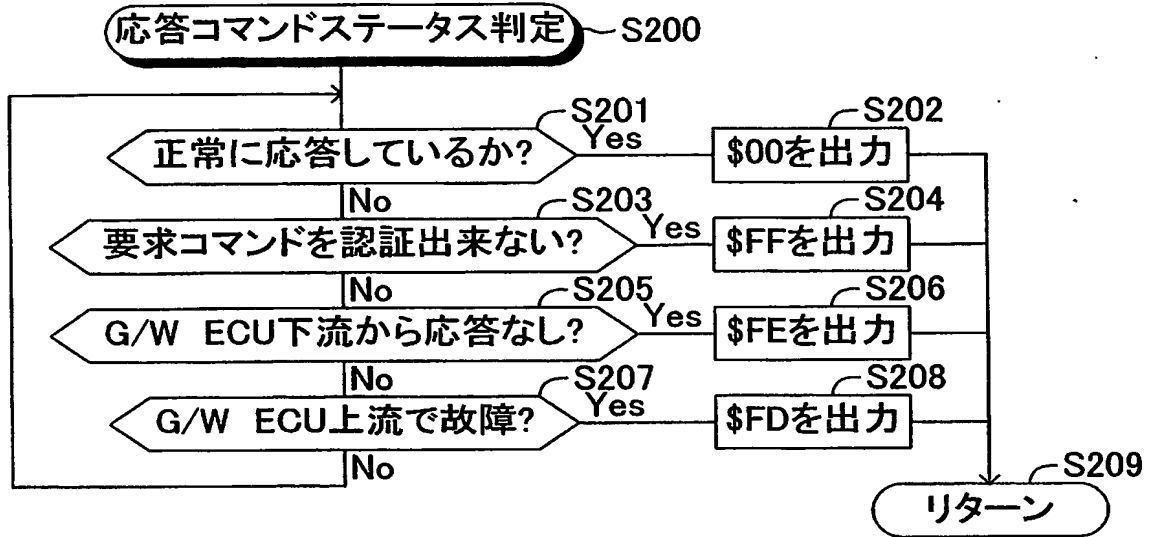 応答コマンドステータス判定 S200
S201
正常に応答しているか? Yes
S202
$00を出力
No
S203
要求コマンドを認証出来ない? Yes
S204
$FFを出力
No
S205
G/W ECU下流から応答なし? Yes
S206
$FEを出力
No
S207
G/W ECU上流で故障? Yes
S208
$FDを出力
No
S209
リターン